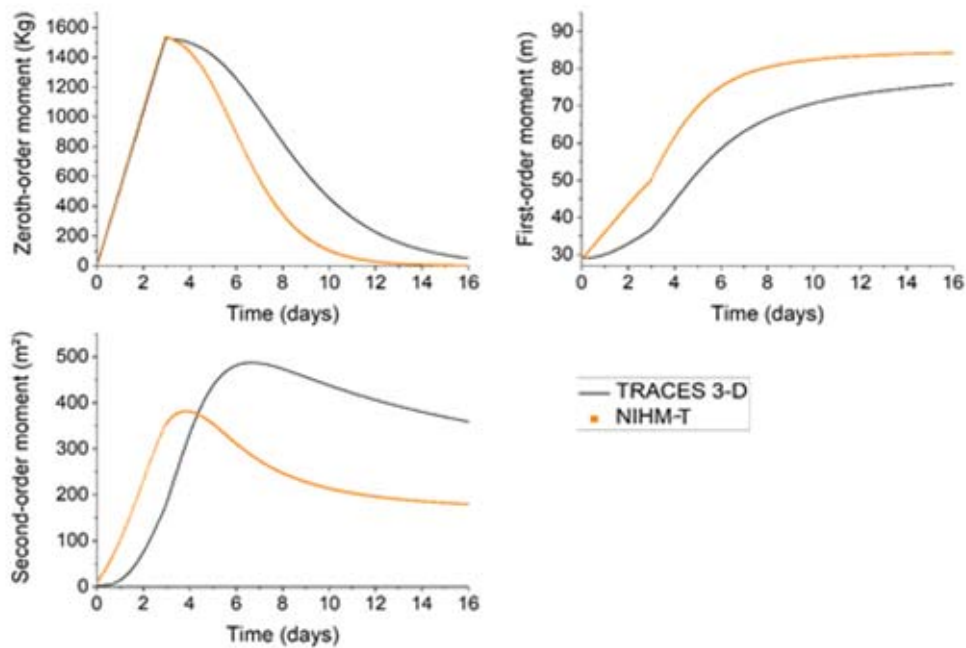 Zeroth-order moment (Kg)
1600
1400
1200
1000
800
600
400
200
0
0 2 4 6 8 10 12 14 16
Time (days)
First-order moment (m)
90
80
70
60
50
40
30
0 2 4 6 8 10 12 14 16
Time (days)
Second-order moment (m²)
500
400
300
200
100
0
0 2 4 6 8 10 12 14 16
Time (days)
TRACES 3-D
NIHM-T